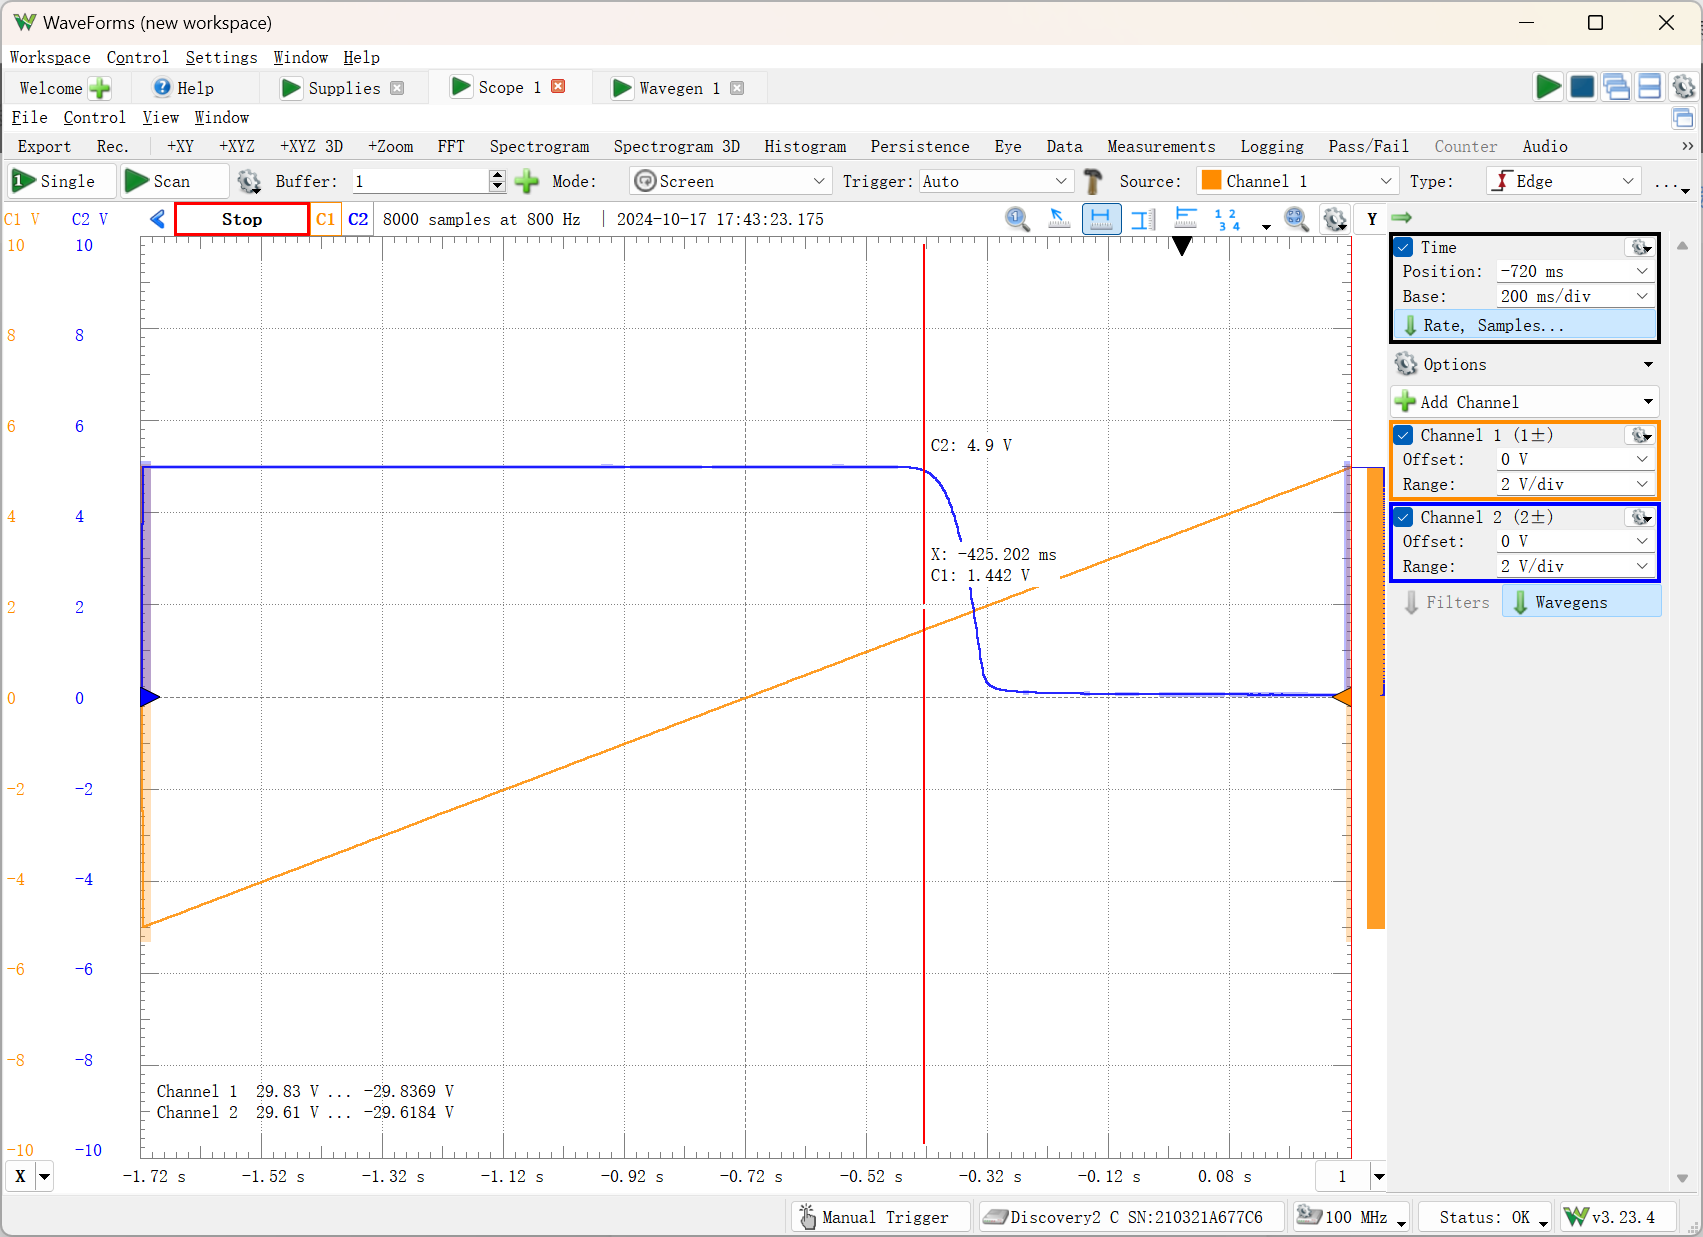 WaveForms (new workspace)
Workspace Control Settings Window Help
Welcome Help Supplies Scope 1 Wavegen 1
File Control View Window
Export Rec. +XY +XYZ +XYZ 3D +Zoom FFT Spectrogram Spectrogram 3D Histogram Persistence Eye Data Measurements Logging Pass/Fail Counter Audio »
1 Single Scan Buffer: 1 Mode: Screen Trigger: Auto Source: Channel 1 Type: Edge ...
C1 V C2 V Stop C1 C2 8000 samples at 800 Hz | 2024-10-17 17:43:23.175 1 1 2 3 4 Y
10 10
8 8
6 6
4 4
2 2
0 0
-2 -2
-4 -4
-6 -6
-8 -8
-10 -10
C2: 4.9 V
X: -425.202 ms
C1: 1.442 V
Channel 1 29.83 V ... -29.8369 V
Channel 2 29.61 V ... -29.6184 V
X -1.72 s -1.52 s -1.32 s -1.12 s -0.92 s -0.72 s -0.52 s -0.32 s -0.12 s 0.08 s 1
Time
Position: -720 ms
Base: 200 ms/div
Rate, Samples...
Options
Add Channel
Channel 1 (1±)
Offset: 0 V
Range: 2 V/div
Channel 2 (2±)
Offset: 0 V
Range: 2 V/div
Filters Wavegens
Manual Trigger Discovery2 C SN:210321A677C6 100 MHz Status: OK v3.23.4